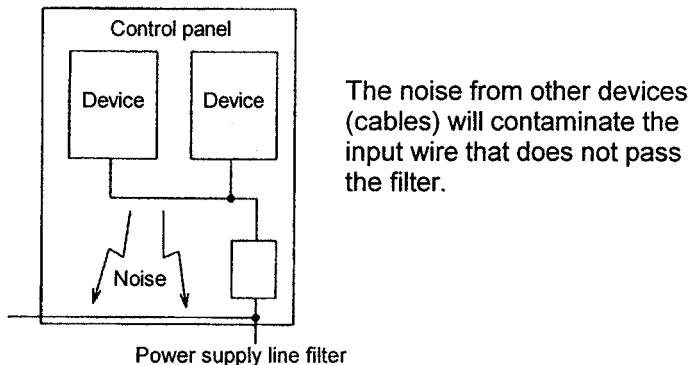 Control panel
Device
Device
The noise from other devices
(cables) will contaminate the
input wire that does not pass
the filter.
Noise
Power supply line filter